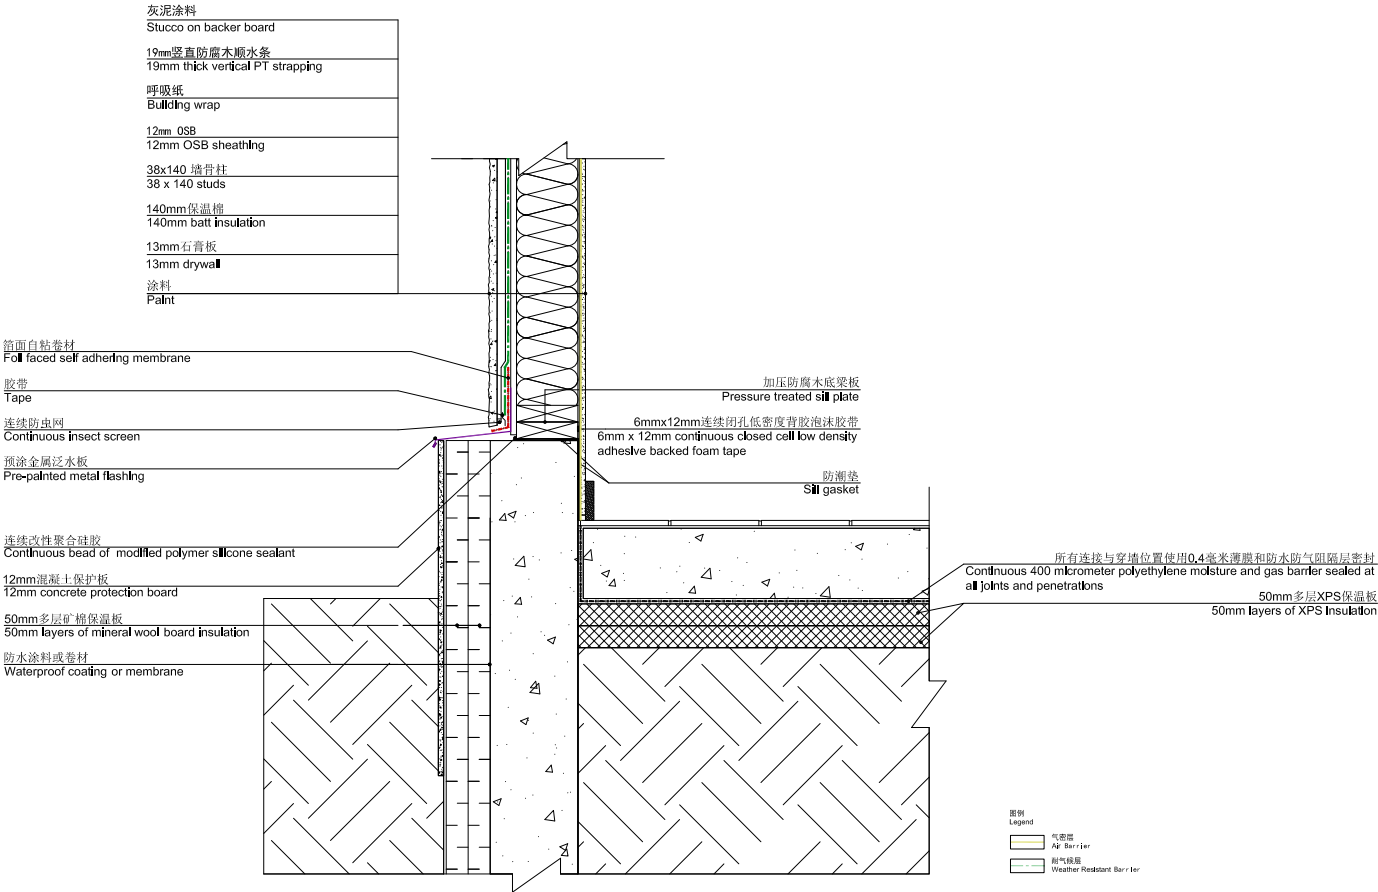 灰泥涂料
Stucco on backer board
19mm竖直防腐木顺水条
19mm thick vertical PT strapping
呼吸纸
Building wrap
12mm OSB
12mm OSB sheathing
38x140 墙骨柱
38 x 140 studs
140mm保温棉
140mm batt insulation
13mm石膏板
13mm drywall
涂料
Paint
箔面自粘卷材
Foil faced self adhering membrane
胶带
Tape
连续防虫网
Continuous insect screen
预涂金属泛水板
Pre-painted metal flashing
连续改性聚合硅胶
Continuous bead of modified polymer silicone sealant
12mm混凝土保护板
12mm concrete protection board
50mm多层矿棉保温板
50mm layers of mineral wool board insulation
防水涂料或卷材
Waterproof coating or membrane
加压防腐木底梁板
Pressure treated sill plate
6mmx12mm连续闭孔低密度背胶泡沫胶带
6mm x 12mm continuous closed cell low density
adhesive backed foam tape
防潮垫
Sill gasket
所有连接与穿墙位置使用0.4毫米薄膜和防水防气阻隔层密封
Continuous 400 micrometer polyethylene moisture and gas barrier sealed at
all joints and penetrations
50mm多层XPS保温板
50mm layers of XPS insulation
图例
Legend
气密层
Air Barrier
耐气候层
Weather Resistant Barrier